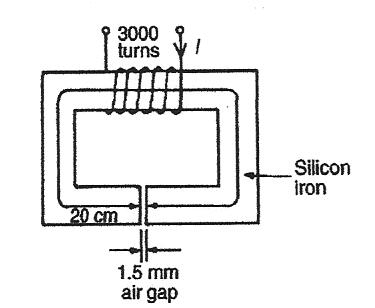 3000
turns
I
Silicon
iron
20 cm
1.5 mm
air gap